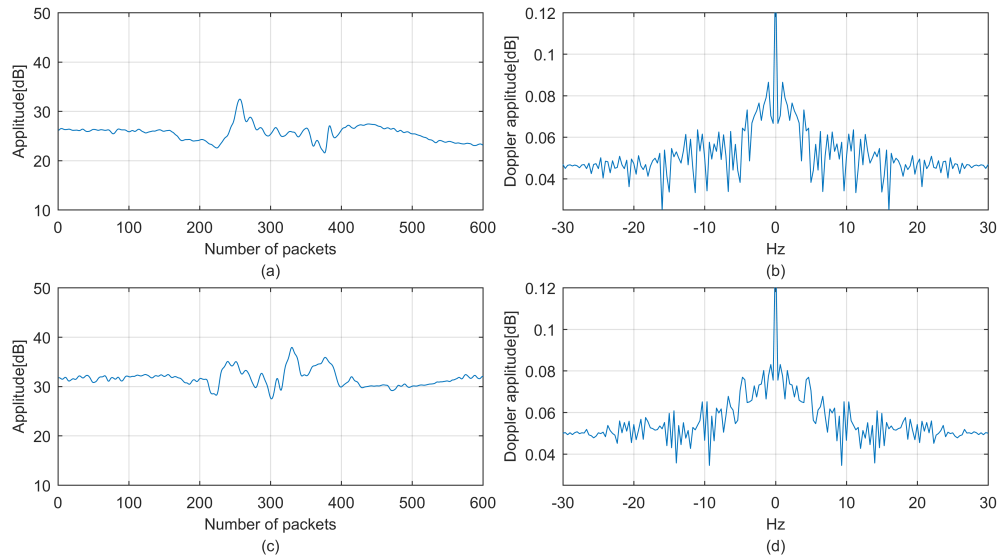 50
40
30
20
10
Applitude[dB]
0 100 200 300 400 500 600
Number of packets
(a)
0.12
0.1
0.08
0.06
0.04
Doppler applitude[dB]
-30 -20 -10 0 10 20 30
Hz
(b)
50
40
30
20
10
Applitude[dB]
0 100 200 300 400 500 600
Number of packets
(c)
0.12
0.1
0.08
0.06
0.04
Doppler applitude[dB]
-30 -20 -10 0 10 20 30
Hz
(d)